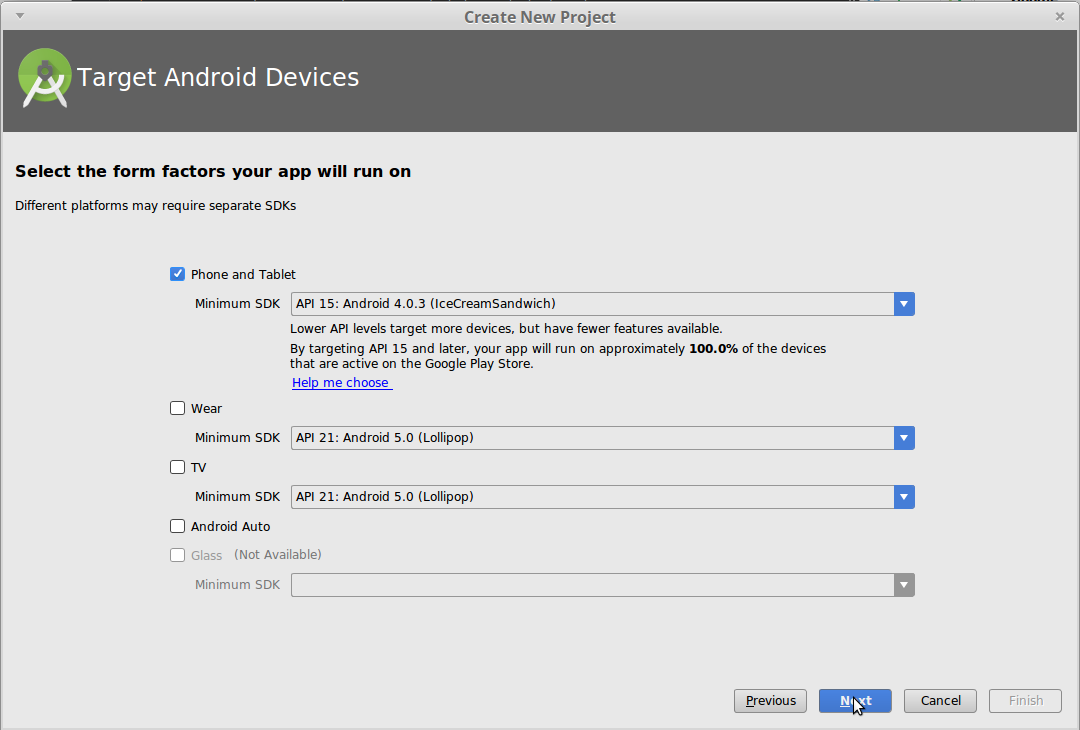 Create New Project
Target Android Devices
Select the form factors your app will run on
Different platforms may require separate SDKs
Phone and Tablet
Minimum SDK API 15: Android 4.0.3 (IceCreamSandwich)
Lower API levels target more devices, but have fewer features available.
By targeting API 15 and later, your app will run on approximately 100.0% of the devices
that are active on the Google Play Store.
Help me choose
Wear
Minimum SDK API 21: Android 5.0 (Lollipop)
TV
Minimum SDK API 21: Android 5.0 (Lollipop)
Android Auto
Glass (Not Available)
Minimum SDK
Previous Next Cancel Finish